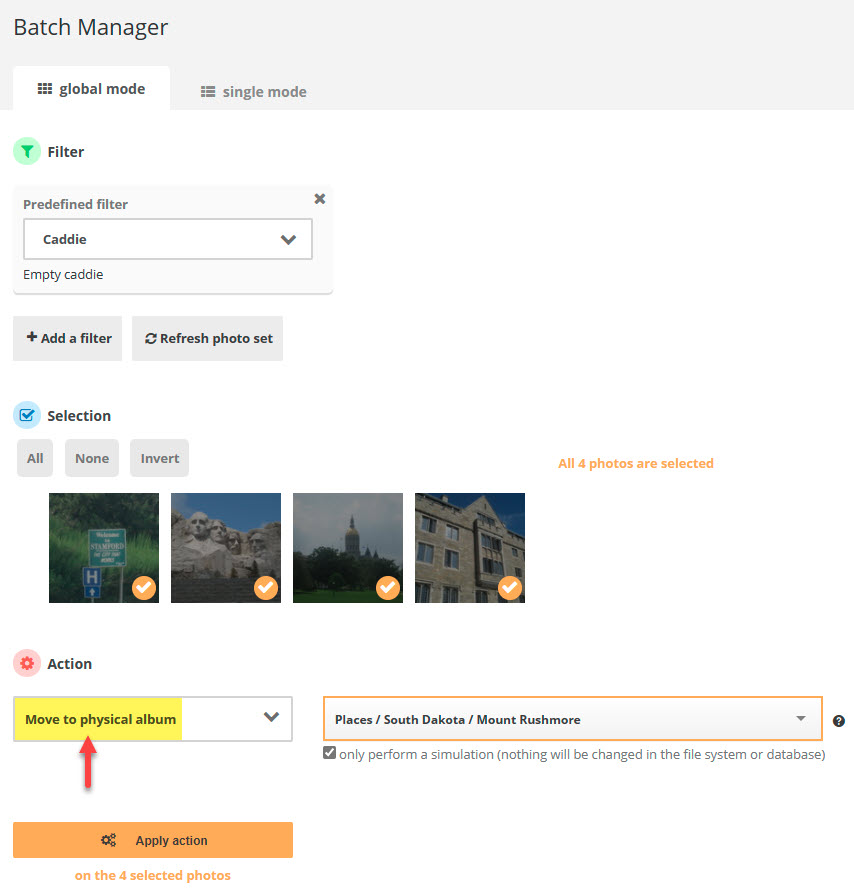 Batch Manager
global mode
single mode
Filter
Predefined filter
Caddie
Empty caddie
Add a filter
Refresh photo set
Selection
All
None
Invert
All 4 photos are selected
Welcome
to
STAMFORD
H
Action
Move to physical album
Places / South Dakota / Mount Rushmore
only perform a simulation (nothing will be changed in the file system or database)
Apply action
on the 4 selected photos